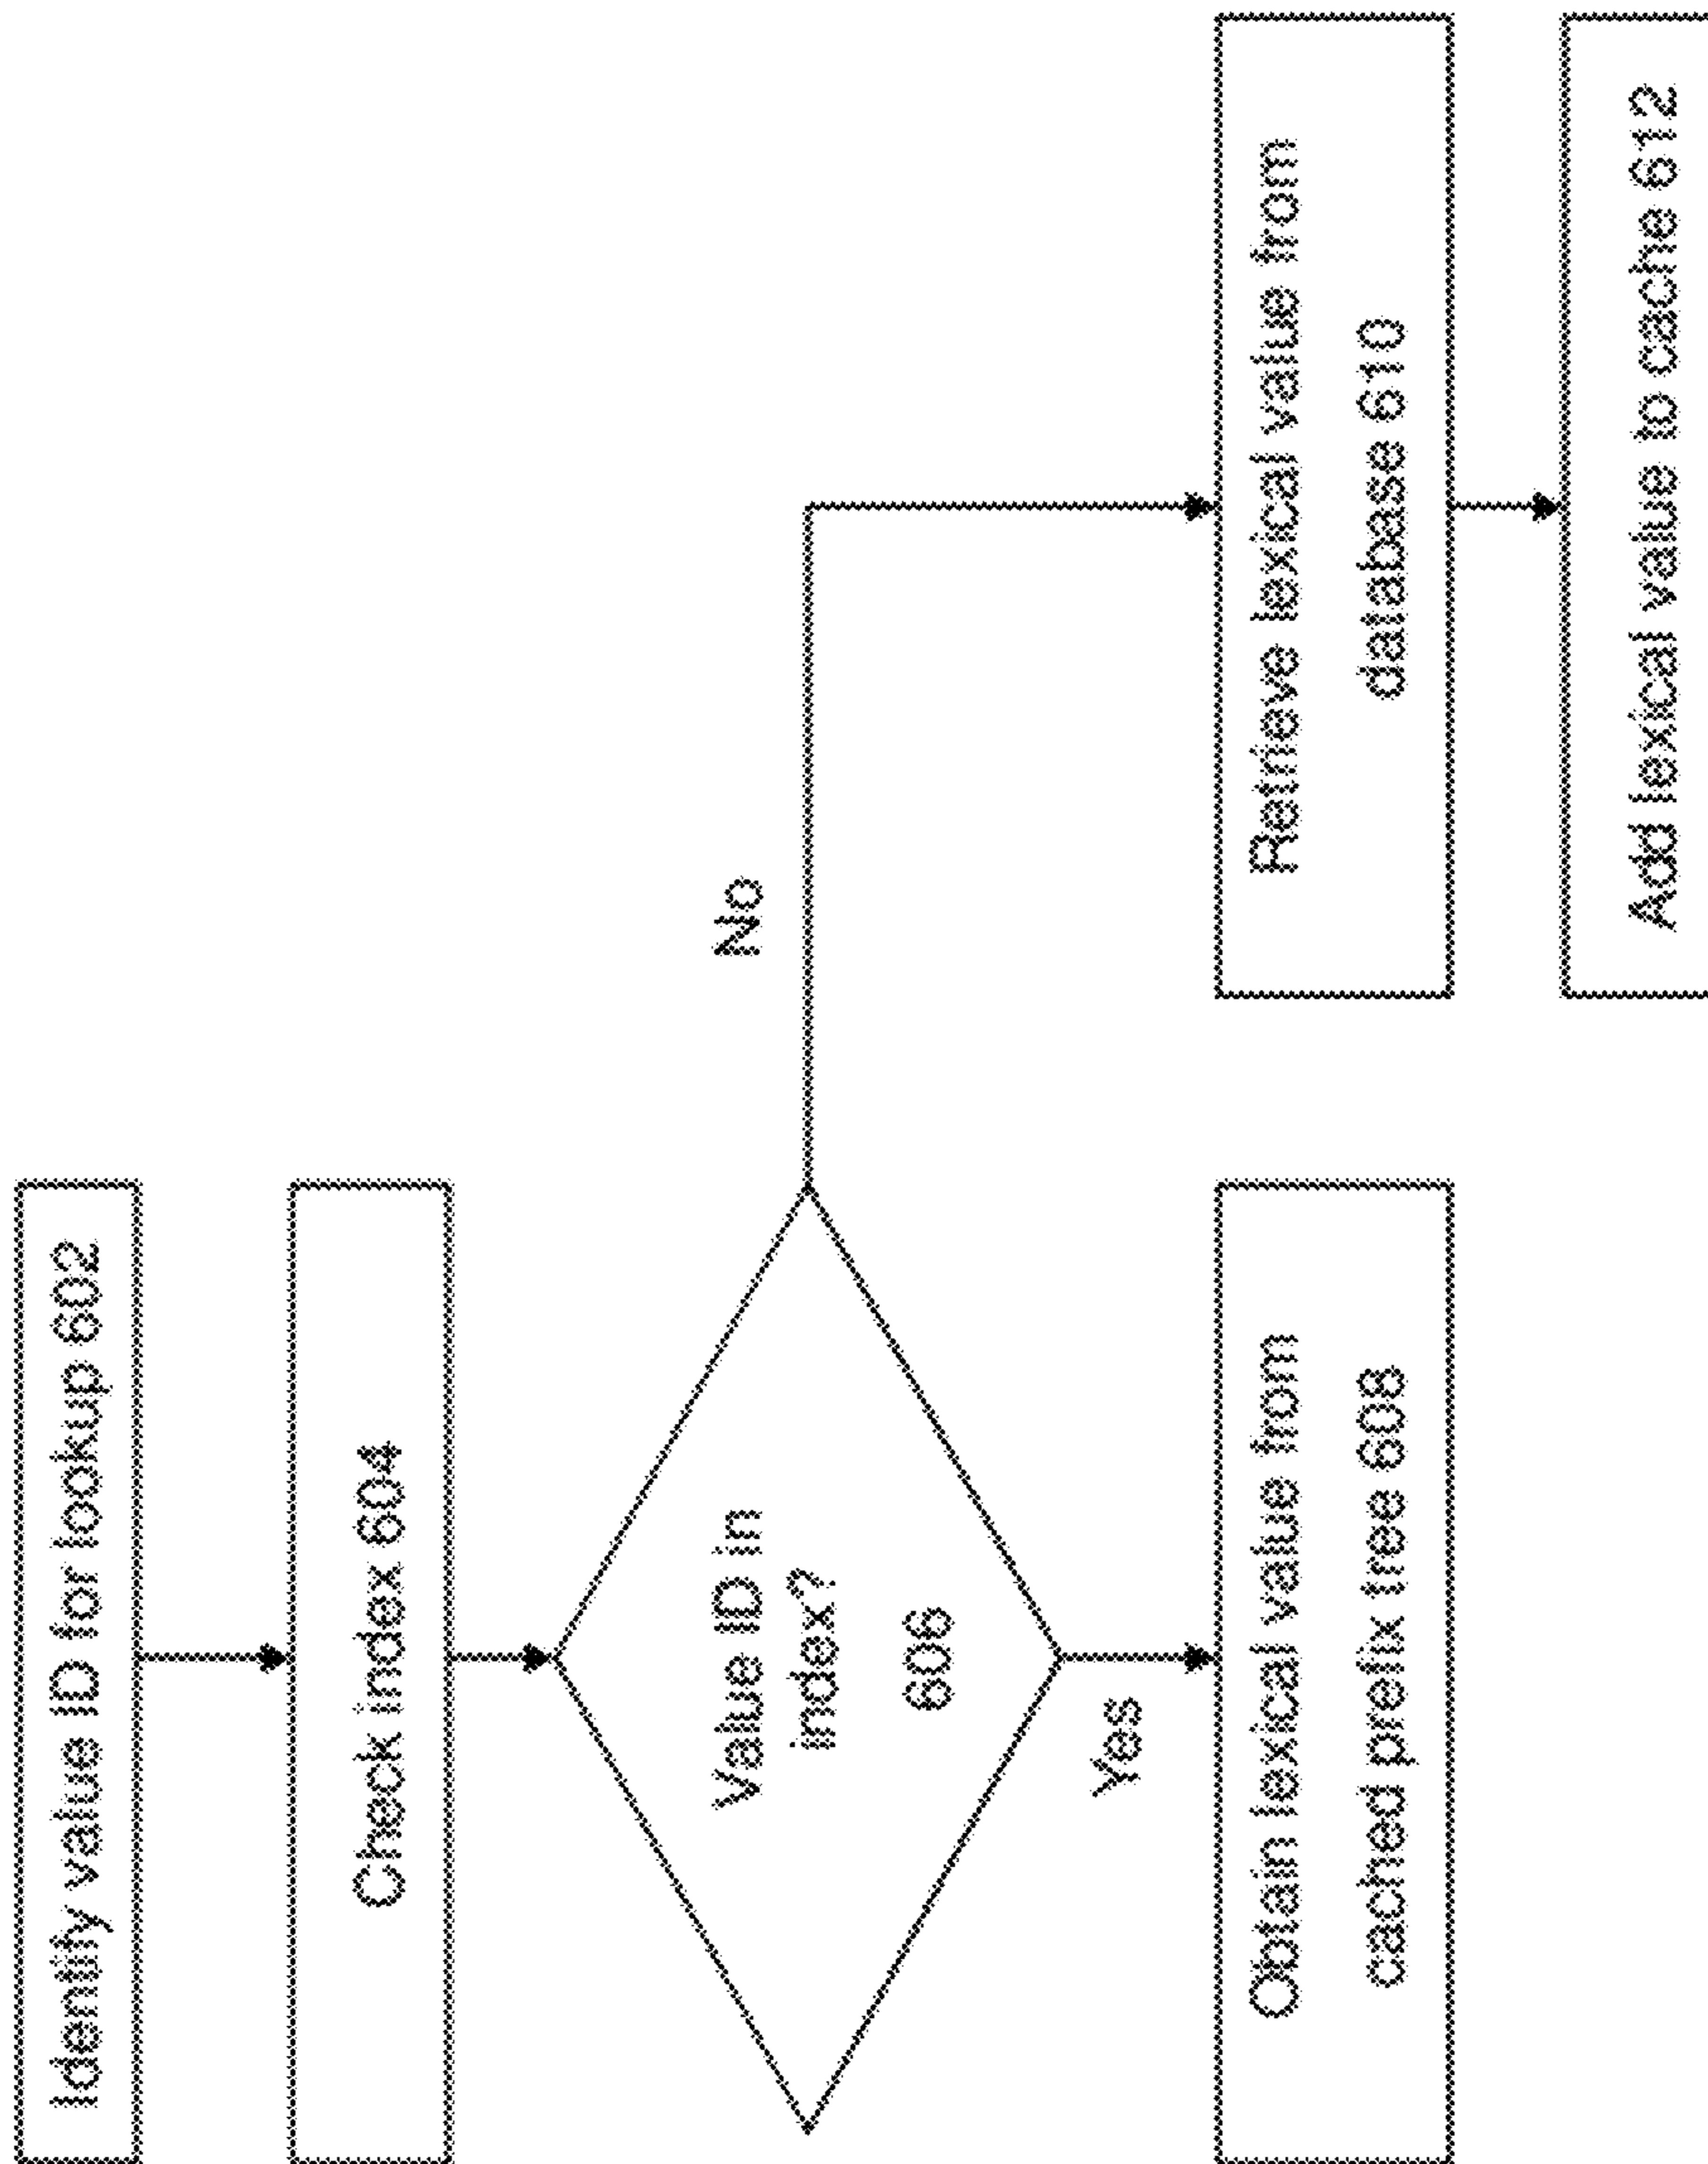 Identify value ID for lookup 602
Check index 604
Value ID in
index?
606
No
Yes
Obtain lexical value from
cached prefix tree 608
Retrieve lexical value from
database 610
Add lexical value to cache 612